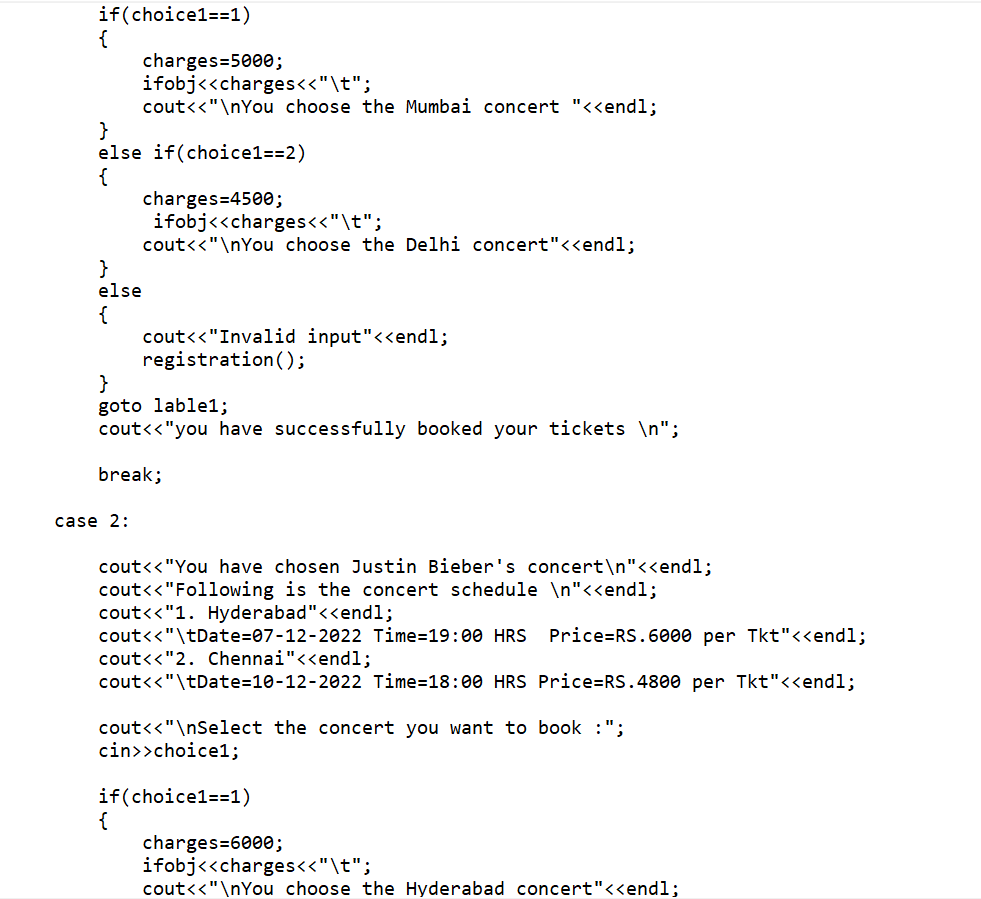 if(choice1==1)
{
charges=5000;
ifobj<<charges<<"\t";
cout<<"\nYou choose the Mumbai concert "<<endl;
}
else if(choice1==2)
{
charges=4500;
ifobj<<charges<<"\t";
cout<<"\nYou choose the Delhi concert"<<endl;
}
else
{
cout<<"Invalid input"<<endl;
registration();
}
goto lable1;
cout<<"you have successfully booked your tickets \n";
break;
case 2:
cout<<"You have chosen Justin Bieber's concert\n"<<endl;
cout<<"Following is the concert schedule \n"<<endl;
cout<<"1. Hyderabad"<<endl;
cout<<"\tDate=07-12-2022 Time=19:00 HRS  Price=RS.6000 per Tkt"<<endl;
cout<<"2. Chennai"<<endl;
cout<<"\tDate=10-12-2022 Time=18:00 HRS Price=RS.4800 per Tkt"<<endl;
cout<<"\nSelect the concert you want to book :";
cin>>choice1;
if(choice1==1)
{
charges=6000;
ifobj<<charges<<"\t";
cout<<"\nYou choose the Hyderabad concert"<<endl;